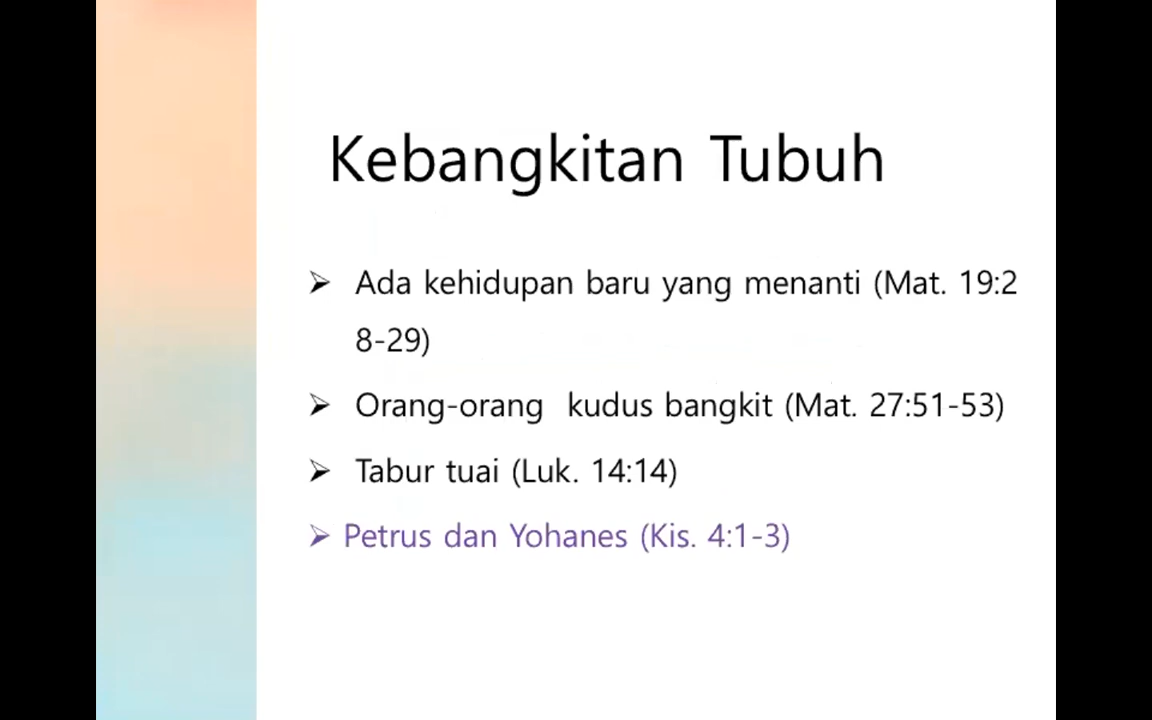 Kebangkitan Tubuh
➢ Ada kehidupan baru yang menanti (Mat. 19:2
8-29)
➢ Orang-orang kudus bangkit (Mat. 27:51-53)
➢ Tabur tuai (Luk. 14:14)
➢ Petrus dan Yohanes (Kis. 4:1-3)